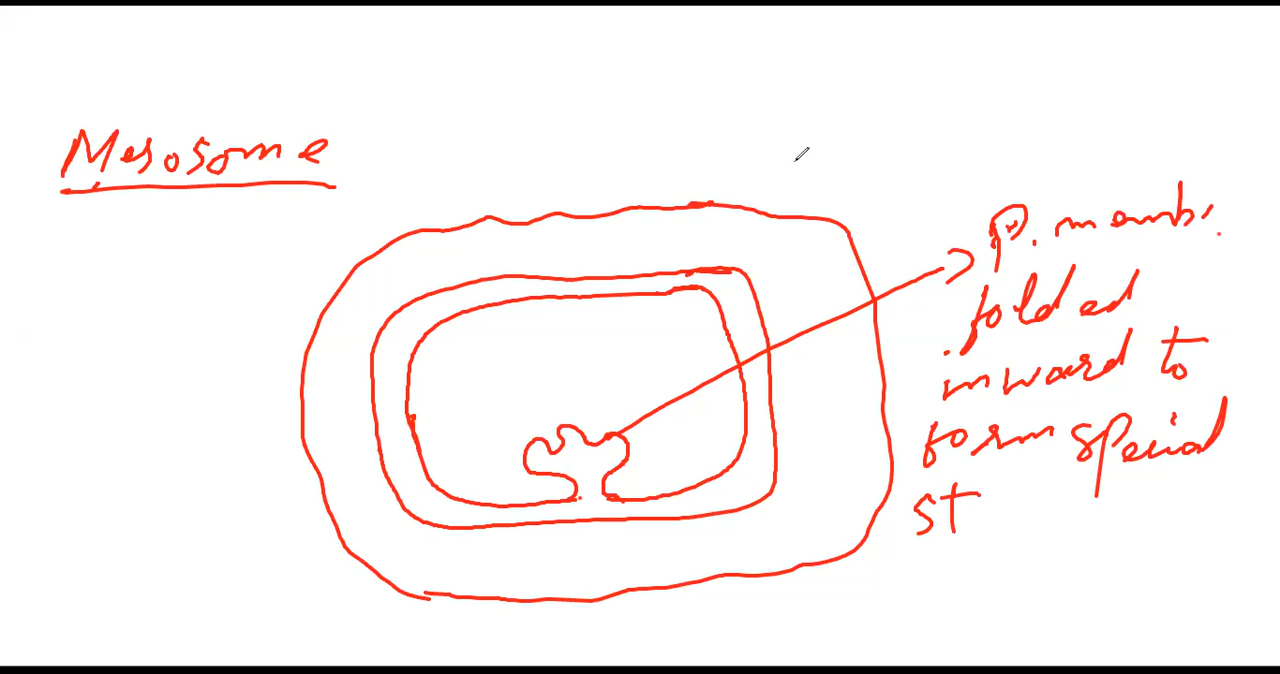 Mesosome
P. memb.
folded
inward to
form special
st